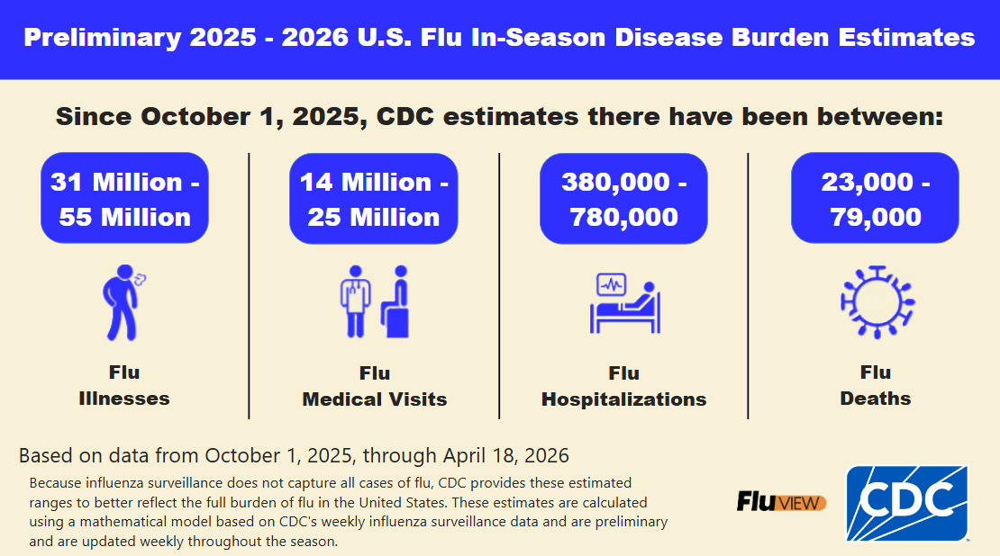 Preliminary 2025 - 2026 U.S. Flu In-Season Disease Burden Estimates
Since October 1, 2025, CDC estimates there have been between:
31 Million -
55 Million
14 Million -
25 Million
380,000 -
780,000
23,000 -
79,000
Flu
Illnesses
Flu
Medical Visits
Flu
Hospitalizations
Flu
Deaths
Based on data from October 1, 2025, through April 18, 2026
Because influenza surveillance does not capture all cases of flu, CDC provides these estimated
ranges to better reflect the full burden of flu in the United States. These estimates are calculated
using a mathematical model based on CDC's weekly influenza surveillance data and are preliminary
and are updated weekly throughout the season.
FluVIEW
CDC